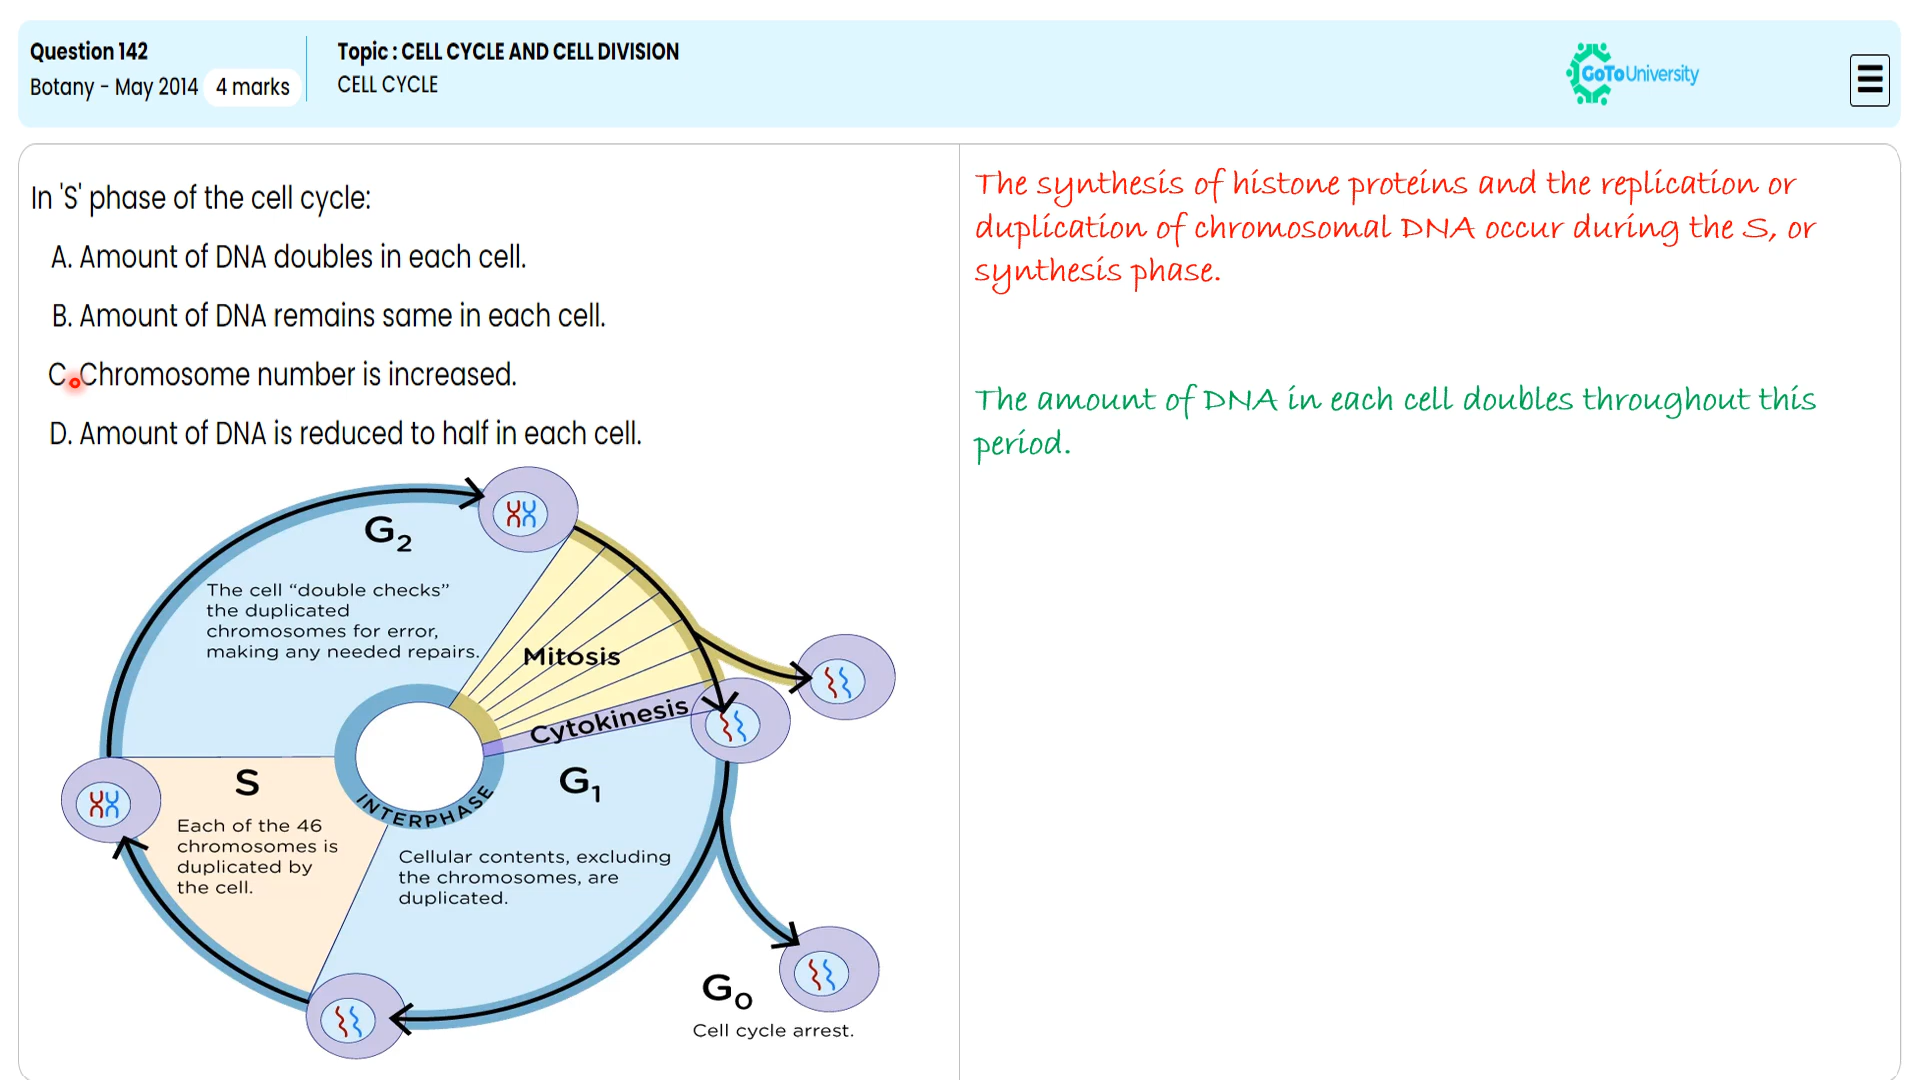 Question 142
Botany - May 2014 4 marks
Topic : CELL CYCLE AND CELL DIVISION
CELL CYCLE
GoToUniversity
In 'S' phase of the cell cycle:
A. Amount of DNA doubles in each cell.
B. Amount of DNA remains same in each cell.
C. Chromosome number is increased.
D. Amount of DNA is reduced to half in each cell.
G2
The cell “double checks”
the duplicated
chromosomes for error,
making any needed repairs.
Mitosis
Cytokinesis
S
Each of the 46
chromosomes is
duplicated by
the cell.
INTERPHASE
G1
Cellular contents, excluding
the chromosomes, are
duplicated.
G0
Cell cycle arrest.
The synthesis of histone proteins and the replication or
duplication of chromosomal DNA occur during the S, or
synthesis phase.
The amount of DNA in each cell doubles throughout this
period.